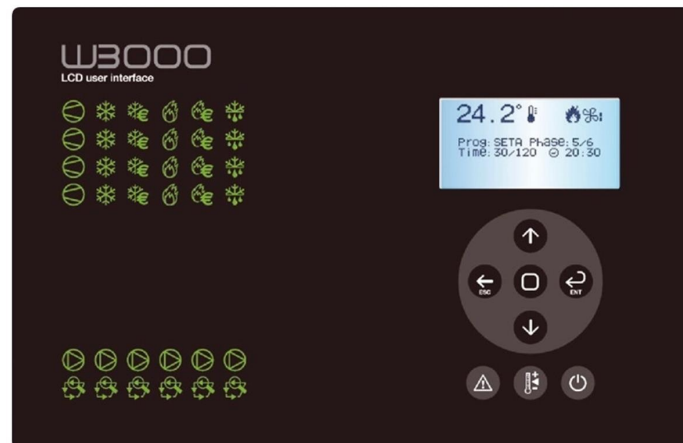 W3000
LCD user interface
24.2°
Prog:SETA Phase:5/6
Time:30/120 20:30
ESC
ENT